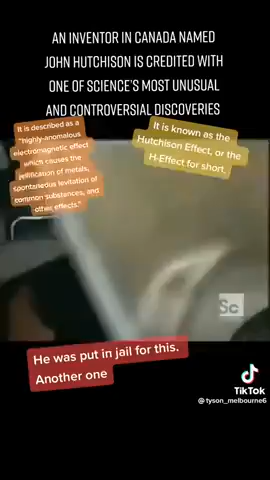 AN INVENTOR IN CANADA NAMED
JOHN HUTCHISON IS CREDITED WITH
ONE OF SCIENCE'S MOST UNUSUAL
AND CONTROVERSIAL DISCOVERIES
It is described as a
"highly-anomalous
electromagnetic effect
which causes the
jellification of metals,
spontaneous levitation of
common substances, and
other effects."
It is known as the
Hutchison Effect, or the
H-Effect for short.
Sc
He was put in jail for this.
Another one
TikTok
@tyson_melbourne6